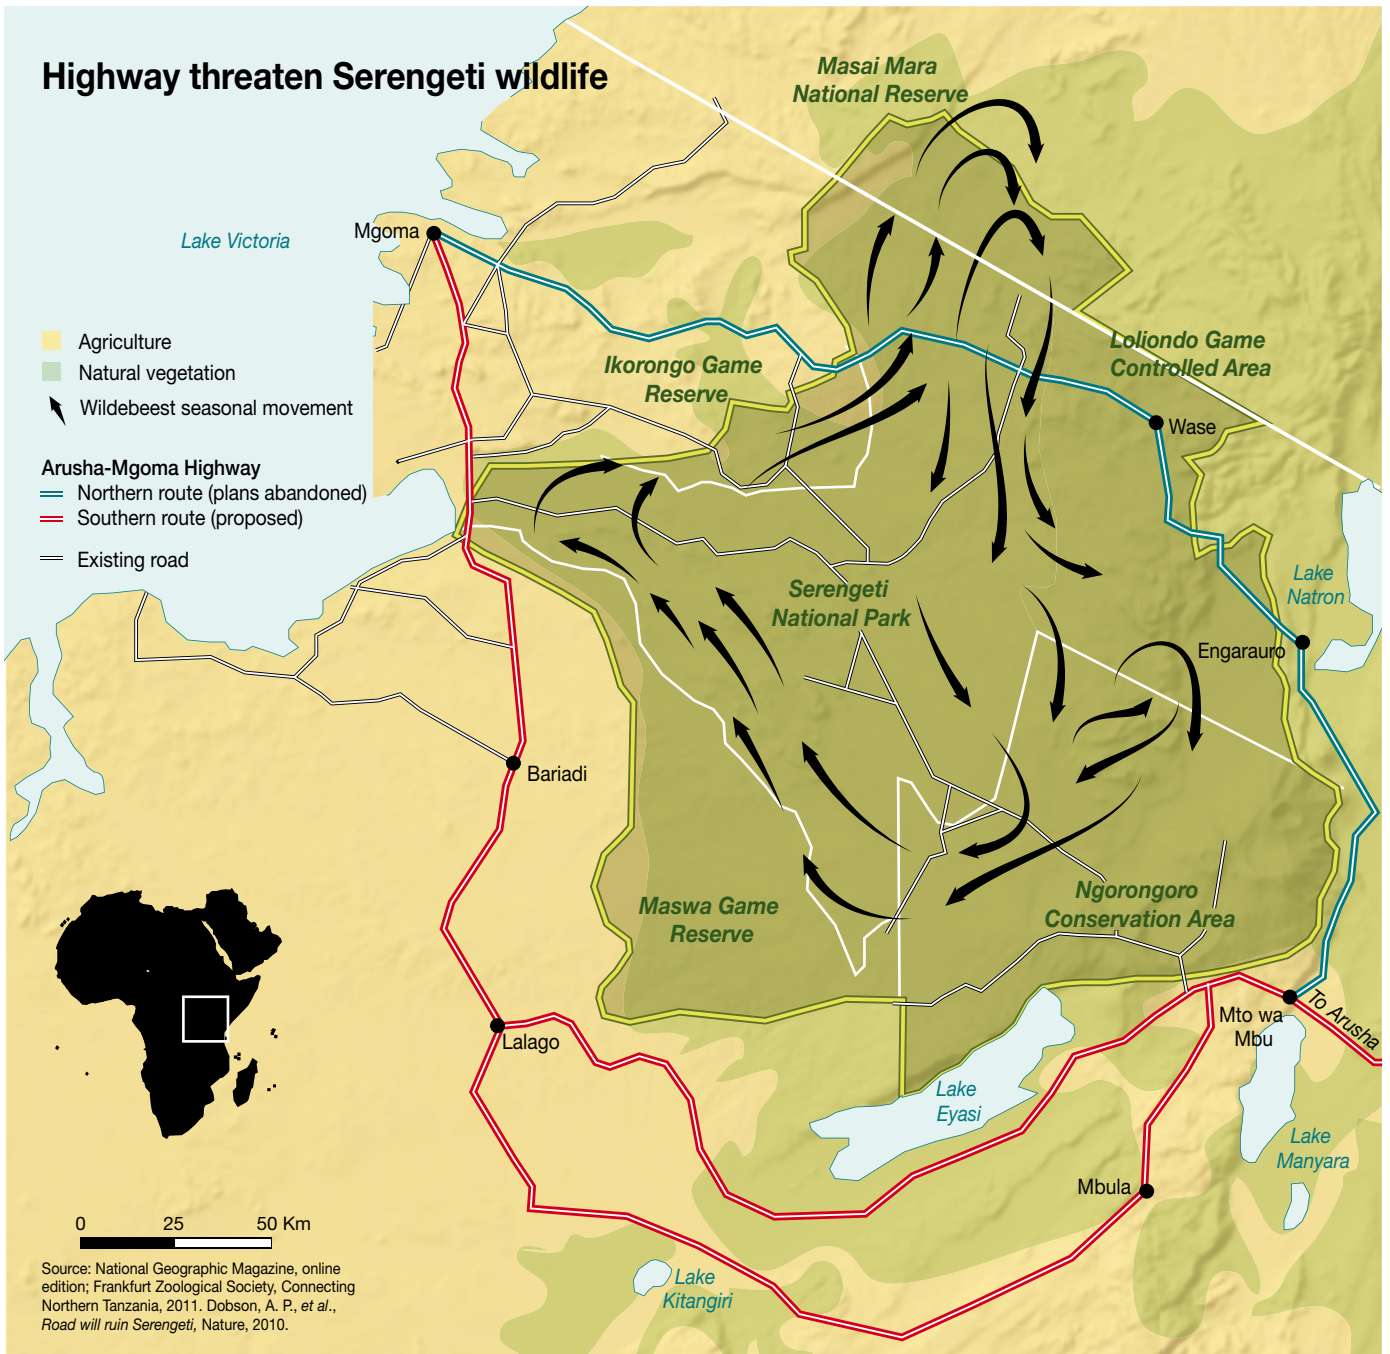 Highway threaten Serengeti wildlife
Masai Mara
National Reserve
Mgoma
Lake Victoria
Agriculture
Natural vegetation
Wildebeest seasonal movement
Ikorongo Game
Reserve
Loliondo Game
Controlled Area
Wase
Arusha-Mgoma Highway
Northern route (plans abandoned)
Southern route (proposed)
Existing road
Serengeti
National Park
Lake
Natron
Engarauro
Bariadi
Maswa Game
Reserve
Ngorongoro
Conservation Area
Lalago
Mto wa
Mbu
To Arusha
Lake
Eyasi
Lake
Manyara
Mbula
0 25 50 Km
Lake
Kitangiri
Source: National Geographic Magazine, online
edition; Frankfurt Zoological Society, Connecting
Northern Tanzania, 2011. Dobson, A. P., et al.,
Road will ruin Serengeti, Nature, 2010.